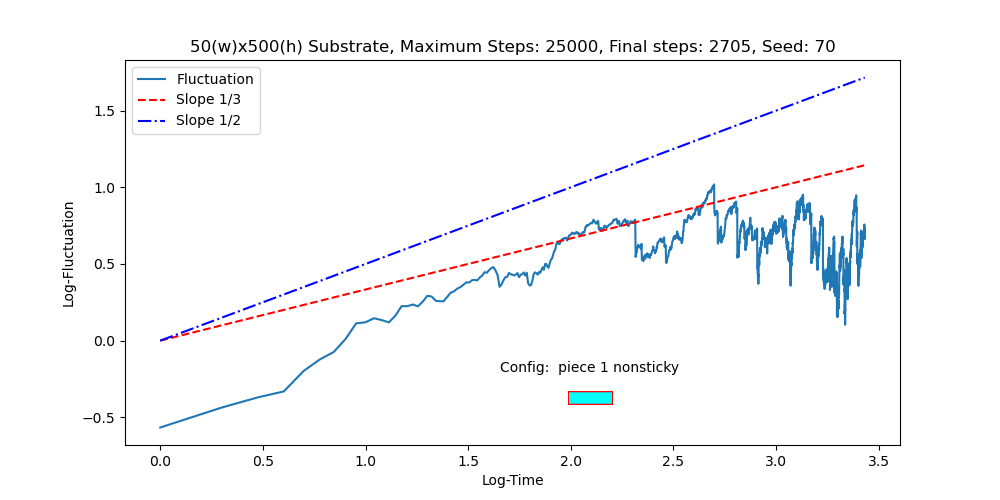 50(w)x500(h) Substrate, Maximum Steps: 25000, Final steps: 2705, Seed: 70
Fluctuation
Slope 1/3
Slope 1/2
Log-Fluctuation
1.5
1.0
0.5
0.0
−0.5
Config:  piece 1 nonsticky
0.0 0.5 1.0 1.5 2.0 2.5 3.0 3.5
Log-Time